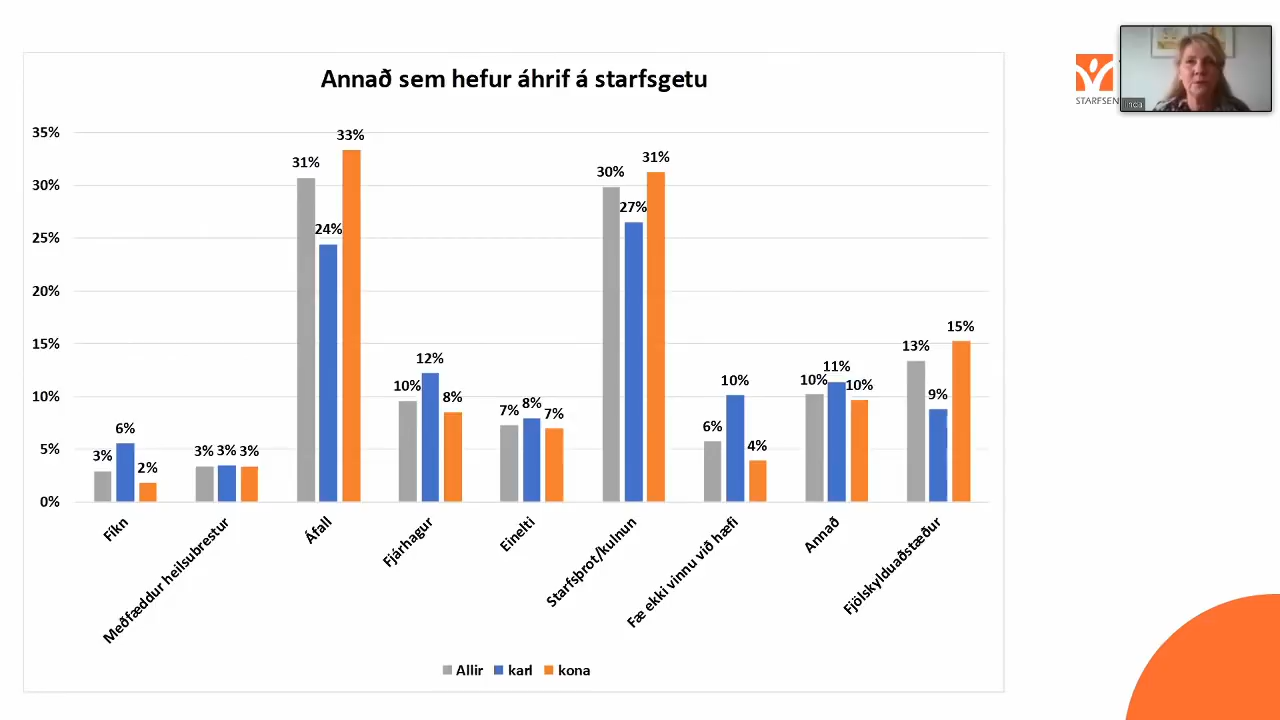 Annað sem hefur áhrif á starfsgetu
STARFSEN
35%
30%
25%
20%
15%
10%
5%
0%
3% 6% 2%
3% 3% 3%
31% 24% 33%
10% 12% 8%
7% 8% 7%
30% 27% 31%
6% 10% 4%
10% 11% 10%
13% 9% 15%
Fíkn
Meðfæddur heilsubrestur
Áfall
Fjárhagur
Einelti
Starfsþrot/kulnun
Fæ ekki vinnu við hæfi
Annað
Fjölskylduaðstæður
Allir karl kona